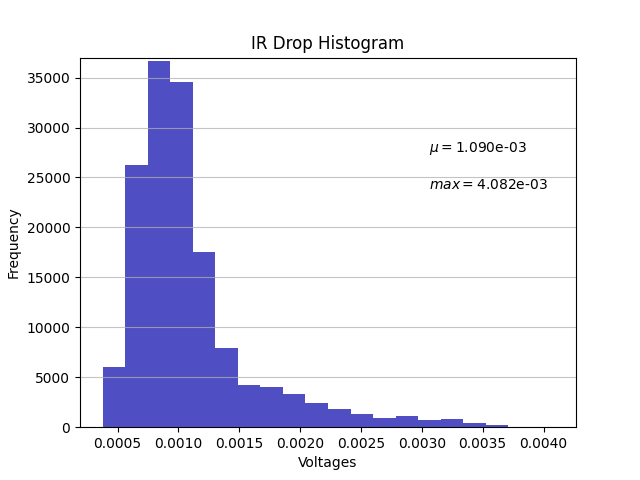 IR Drop Histogram
35000
30000
25000
20000
15000
10000
5000
0
Frequency
μ = 1.090e-03
max = 4.082e-03
0.0005 0.0010 0.0015 0.0020 0.0025 0.0030 0.0035 0.0040
Voltages